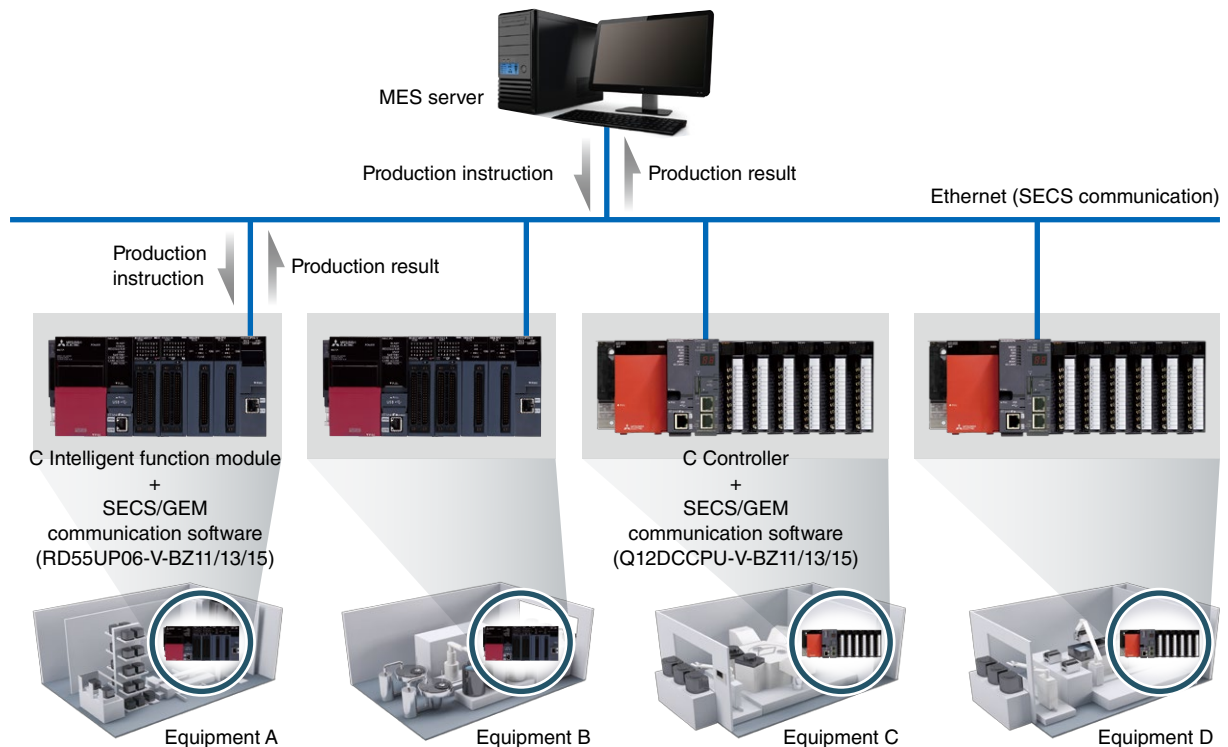 MES server
Production instruction
Production result
Ethernet (SECS communication)
Production
instruction
Production result
C Intelligent function module
+
SECS/GEM
communication software
(RD55UP06-V-BZ11/13/15)
C Controller
+
SECS/GEM
communication software
(Q12DCCPU-V-BZ11/13/15)
Equipment A
Equipment B
Equipment C
Equipment D